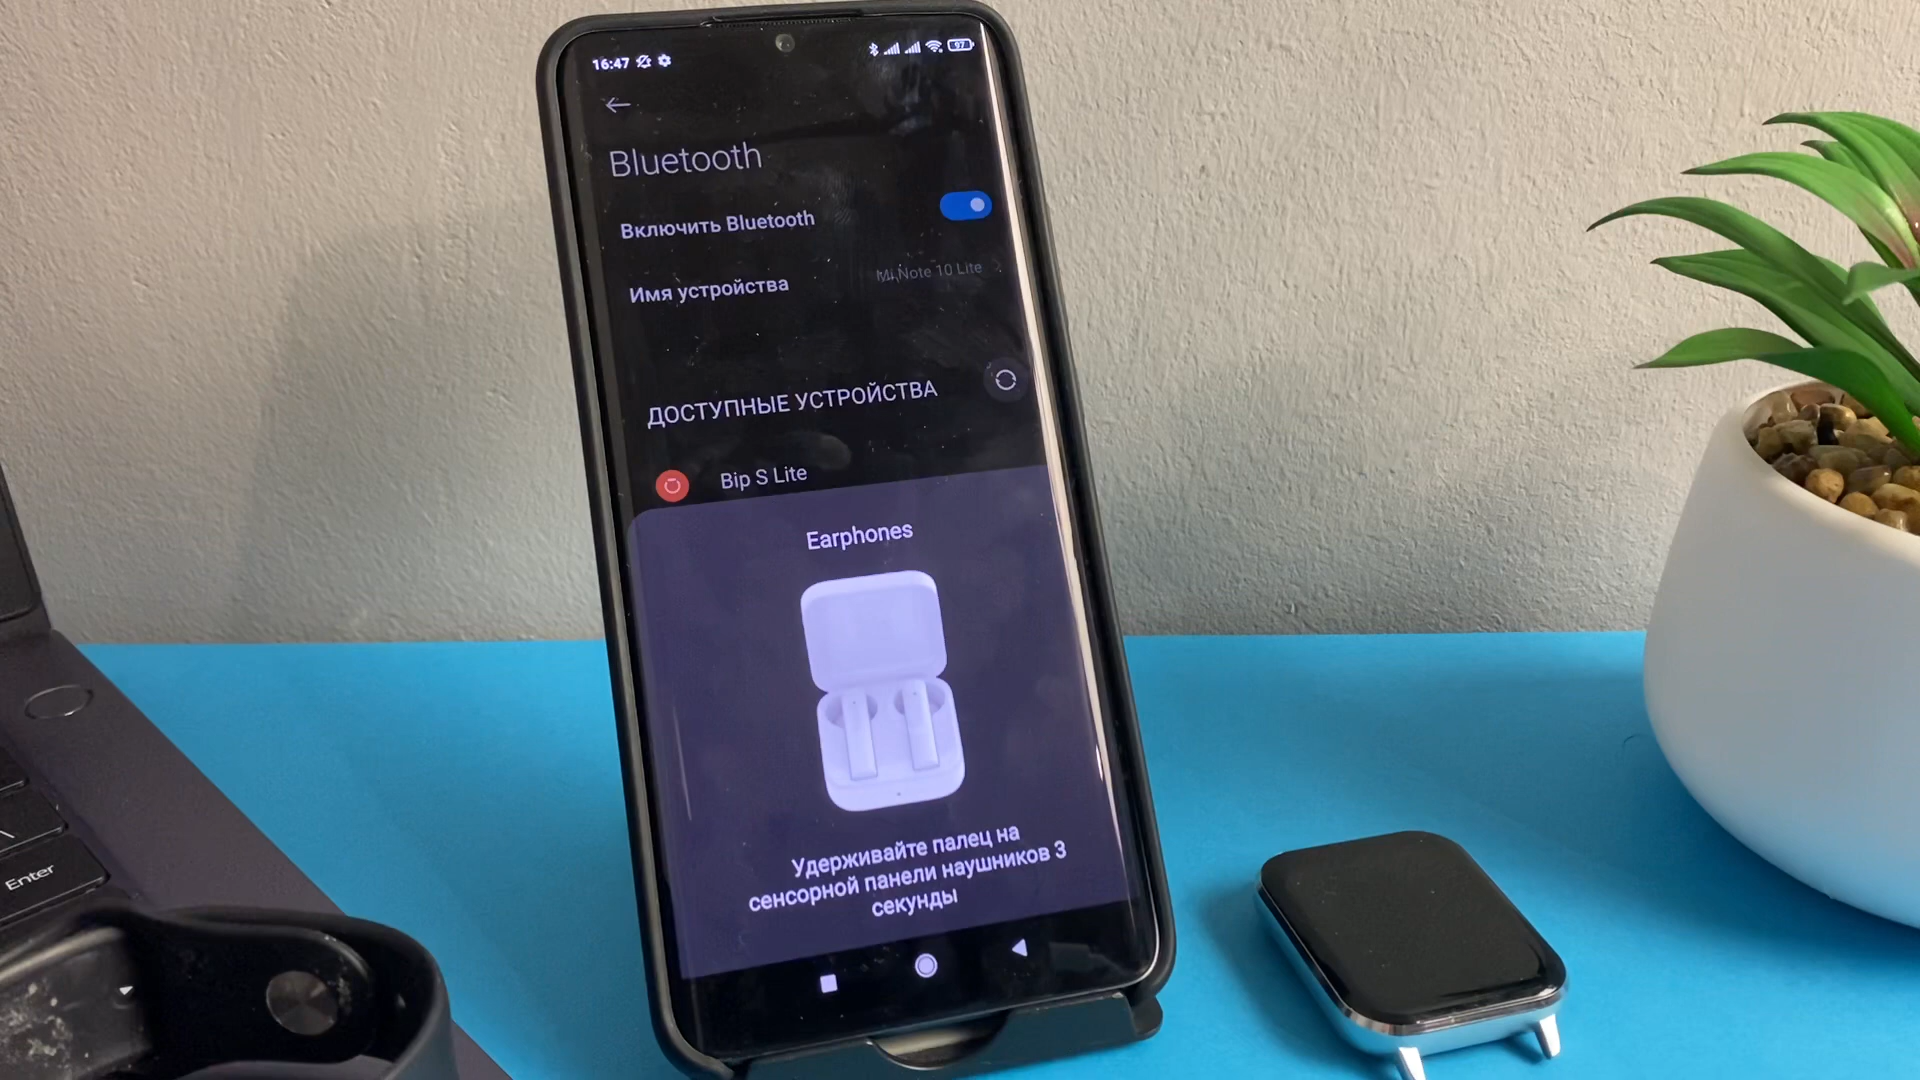 16:47
97
Bluetooth
Включить Bluetooth
Имя устройства
Mi Note 10 Lite
ДОСТУПНЫЕ УСТРОЙСТВА
Bip S Lite
Earphones
Удерживайте палец на
сенсорной панели наушников 3
секунды
Enter